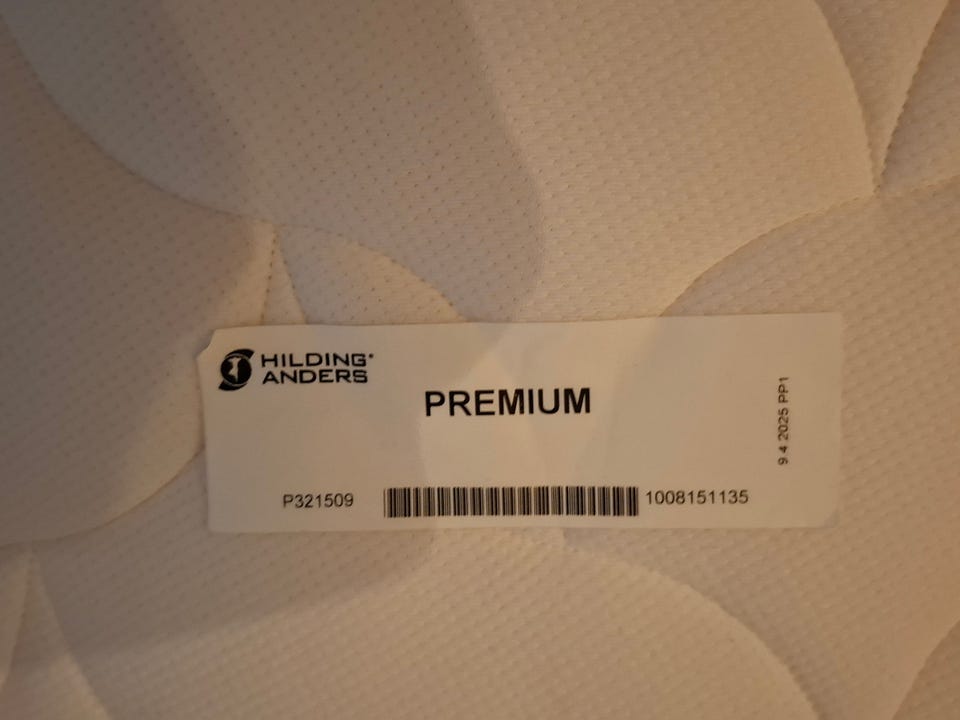 HILDING®
ANDERS
PREMIUM
9 4 2025 PP1
P321509 1008151135